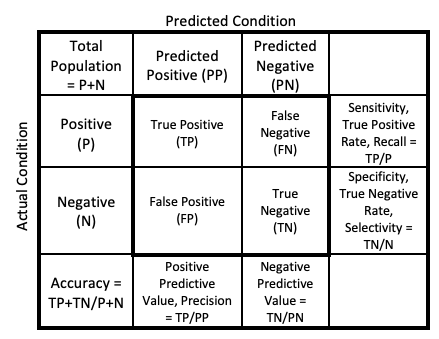 Predicted Condition
Total
Population
= P+N
Predicted
Positive (PP)
Predicted
Negative
(PN)
Actual Condition
Positive
(P)
True Positive
(TP)
False
Negative
(FN)
Sensitivity,
True Positive
Rate, Recall =
TP/P
Negative
(N)
False Positive
(FP)
True
Negative
(TN)
Specificity,
True Negative
Rate,
Selectivity =
TN/N
Accuracy =
TP+TN/P+N
Positive
Predictive
Value, Precision
= TP/PP
Negative
Predictive
Value =
TN/PN